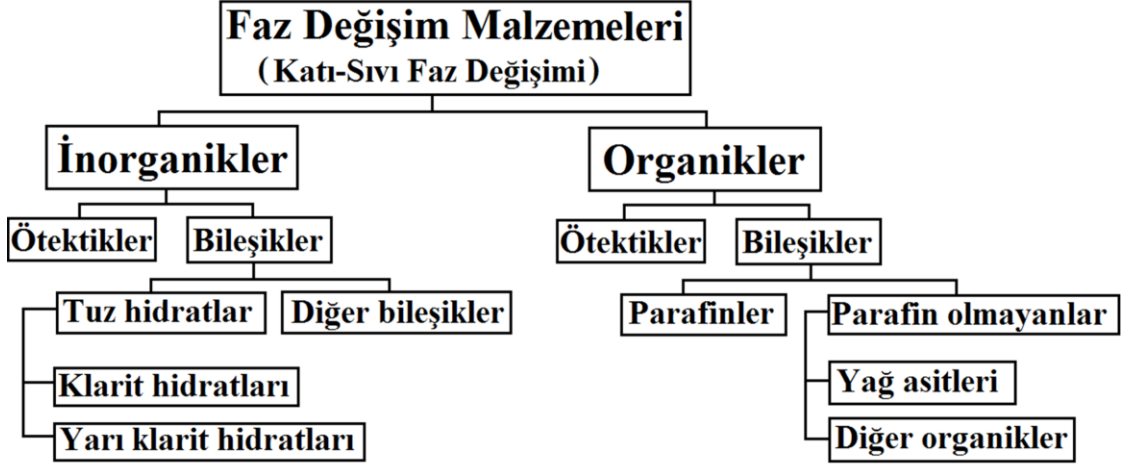 Faz Değişim Malzemeleri
(Katı-Sıvı Faz Değişimi)
İnorganikler
Organikler
Ötektikler
Bileşikler
Ötektikler
Bileşikler
Tuz hidratlar
Diğer bileşikler
Parafinler
Parafin olmayanlar
Klarit hidratları
Yağ asitleri
Yarı klarit hidratları
Diğer organikler